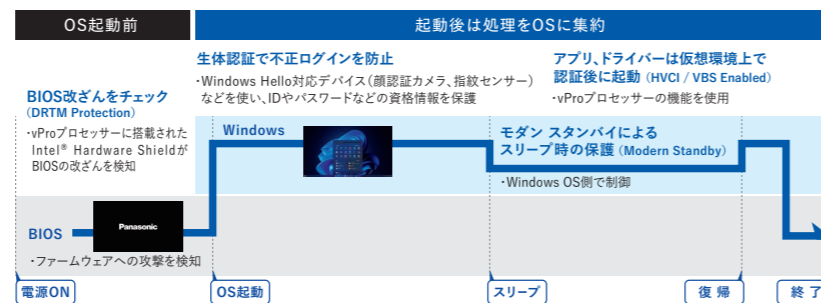 OS起動前
起動後は処理をOSに集約
BIOS改ざんをチェック
(DRTM Protection)
・vProプロセッサーに搭載された
Intel® Hardware Shieldが
BIOSの改ざんを検知
生体認証で不正ログインを防止
・Windows Hello対応デバイス(顔認証カメラ、指紋センサー)
などを使い、IDやパスワードなどの資格情報を保護
アプリ、ドライバーは仮想環境上で
認証後に起動 (HVCI / VBS Enabled)
・vProプロセッサーの機能を使用
Windows
モダン スタンバイによる
スリープ時の保護 (Modern Standby)
・Windows OS側で制御
BIOS
Panasonic
・ファームウェアへの攻撃を検知
電源ON
OS起動
スリープ
復帰
終了